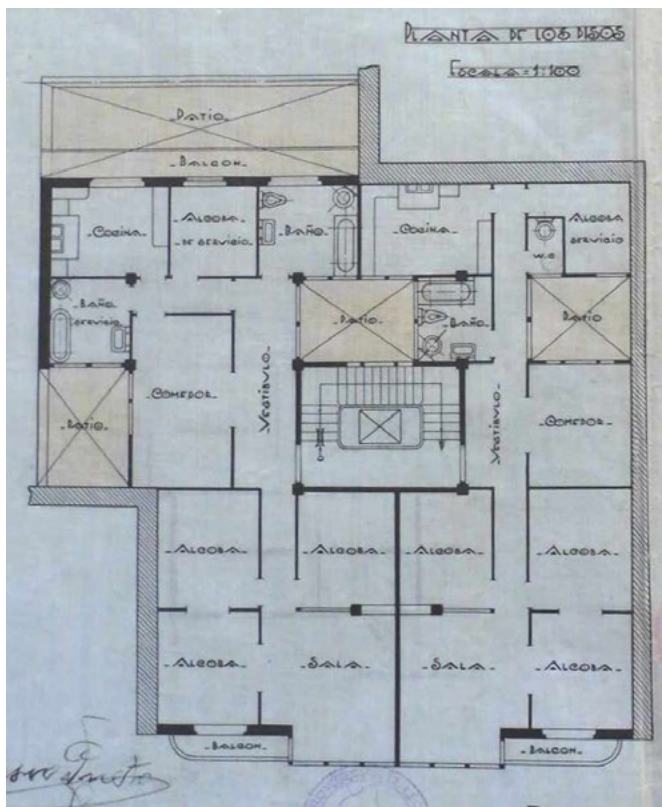 PLANTA DE LOS PISOS
ESCALA = 1:100
PATIO
BALCON
COCINA
ALCOBA
DE SERVICIO
BAÑO
COCINA
ALCOBA
SERVICIO
W.C
BAÑO
SERVICIO
PATIO
BAÑO
PATIO
COMEDOR
VESTIBULO
VESTIBULO
COMEDOR
PATIO
ALCOBA
ALCOBA
ALCOBA
ALCOBA
ALCOBA
SALA
SALA
ALCOBA
BALCON
BALCON